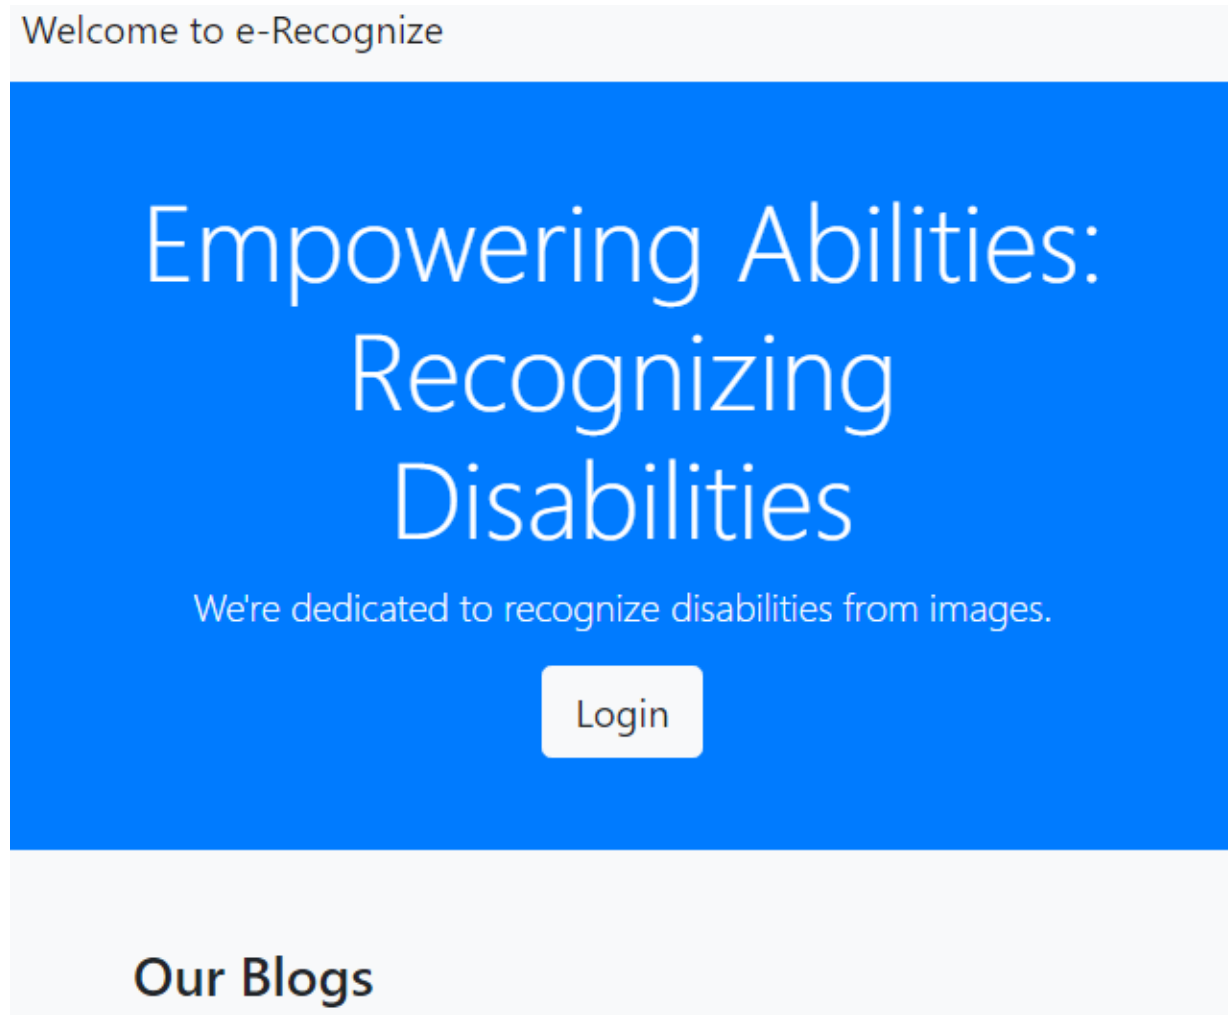 Welcome to e-Recognize
Empowering Abilities:
Recognizing
Disabilities
We're dedicated to recognize disabilities from images.
Login
Our Blogs